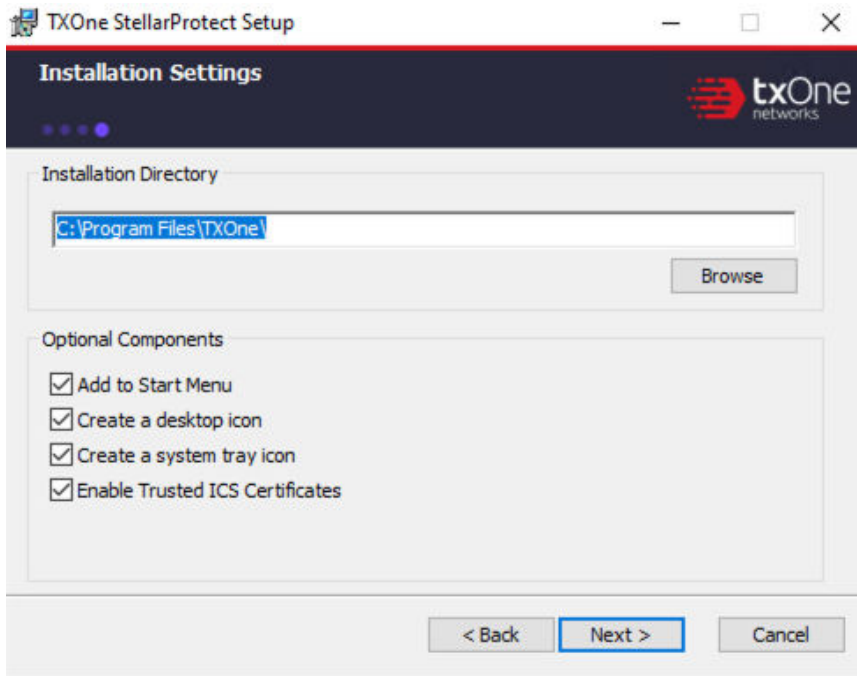 TXOne StellarProtect Setup
Installation Settings
txOne
networks
Installation Directory
C:\Program Files\TXOne\
Browse
Optional Components
Add to Start Menu
Create a desktop icon
Create a system tray icon
Enable Trusted ICS Certificates
< Back
Next >
Cancel